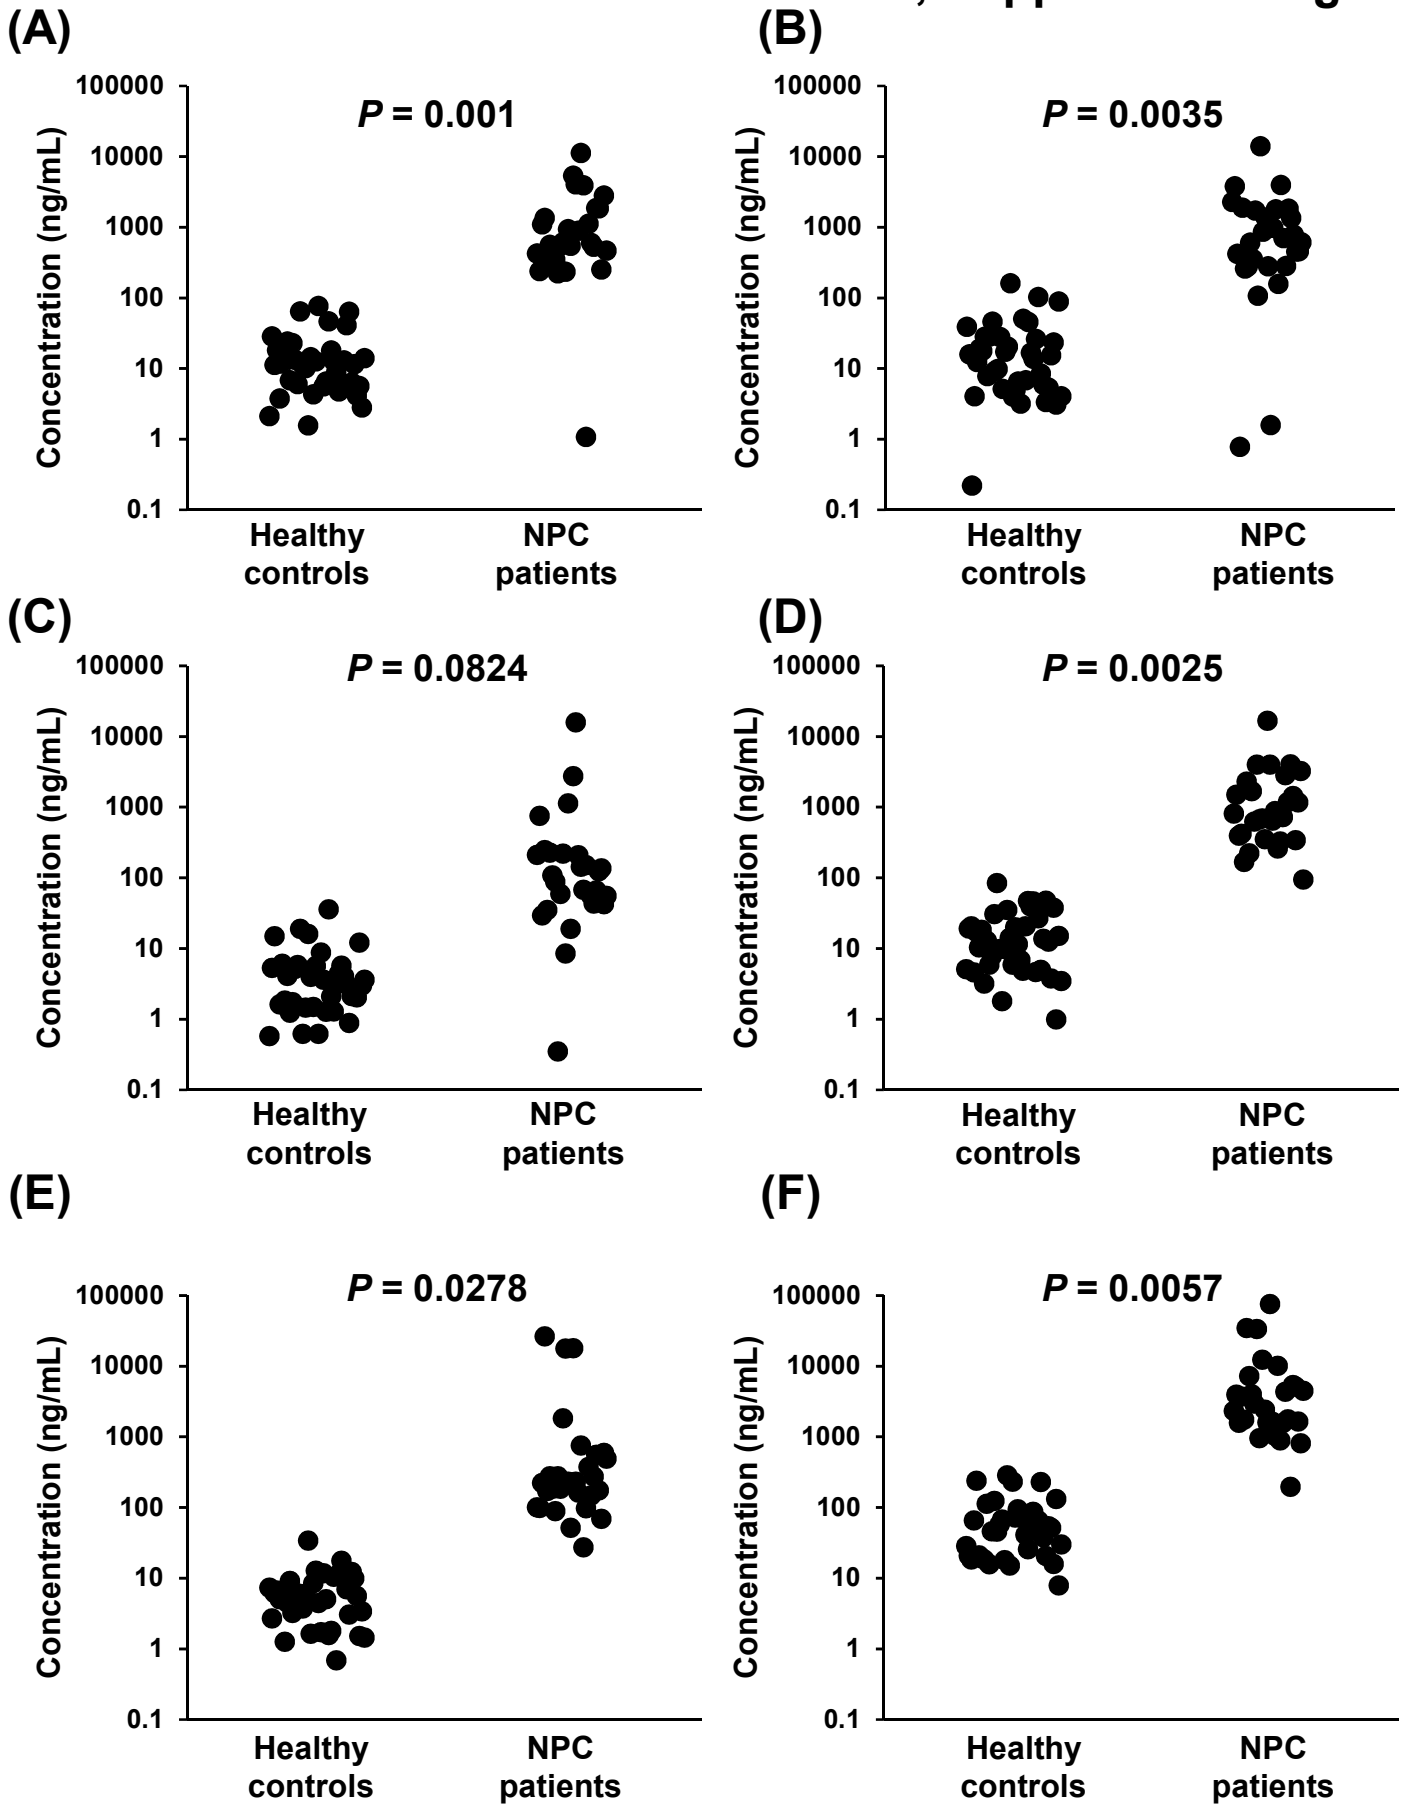 (A)
P = 0.001
Concentration (ng/mL)
100000
10000
1000
100
10
1
0.1
Healthy
controls
NPC
patients
(B)
P = 0.0035
Concentration (ng/mL)
100000
10000
1000
100
10
1
0.1
Healthy
controls
NPC
patients
(C)
P = 0.0824
Concentration (ng/mL)
100000
10000
1000
100
10
1
0.1
Healthy
controls
NPC
patients
(D)
P = 0.0025
Concentration (ng/mL)
100000
10000
1000
100
10
1
0.1
Healthy
controls
NPC
patients
(E)
P = 0.0278
Concentration (ng/mL)
100000
10000
1000
100
10
1
0.1
Healthy
controls
NPC
patients
(F)
P = 0.0057
Concentration (ng/mL)
100000
10000
1000
100
10
1
0.1
Healthy
controls
NPC
patients